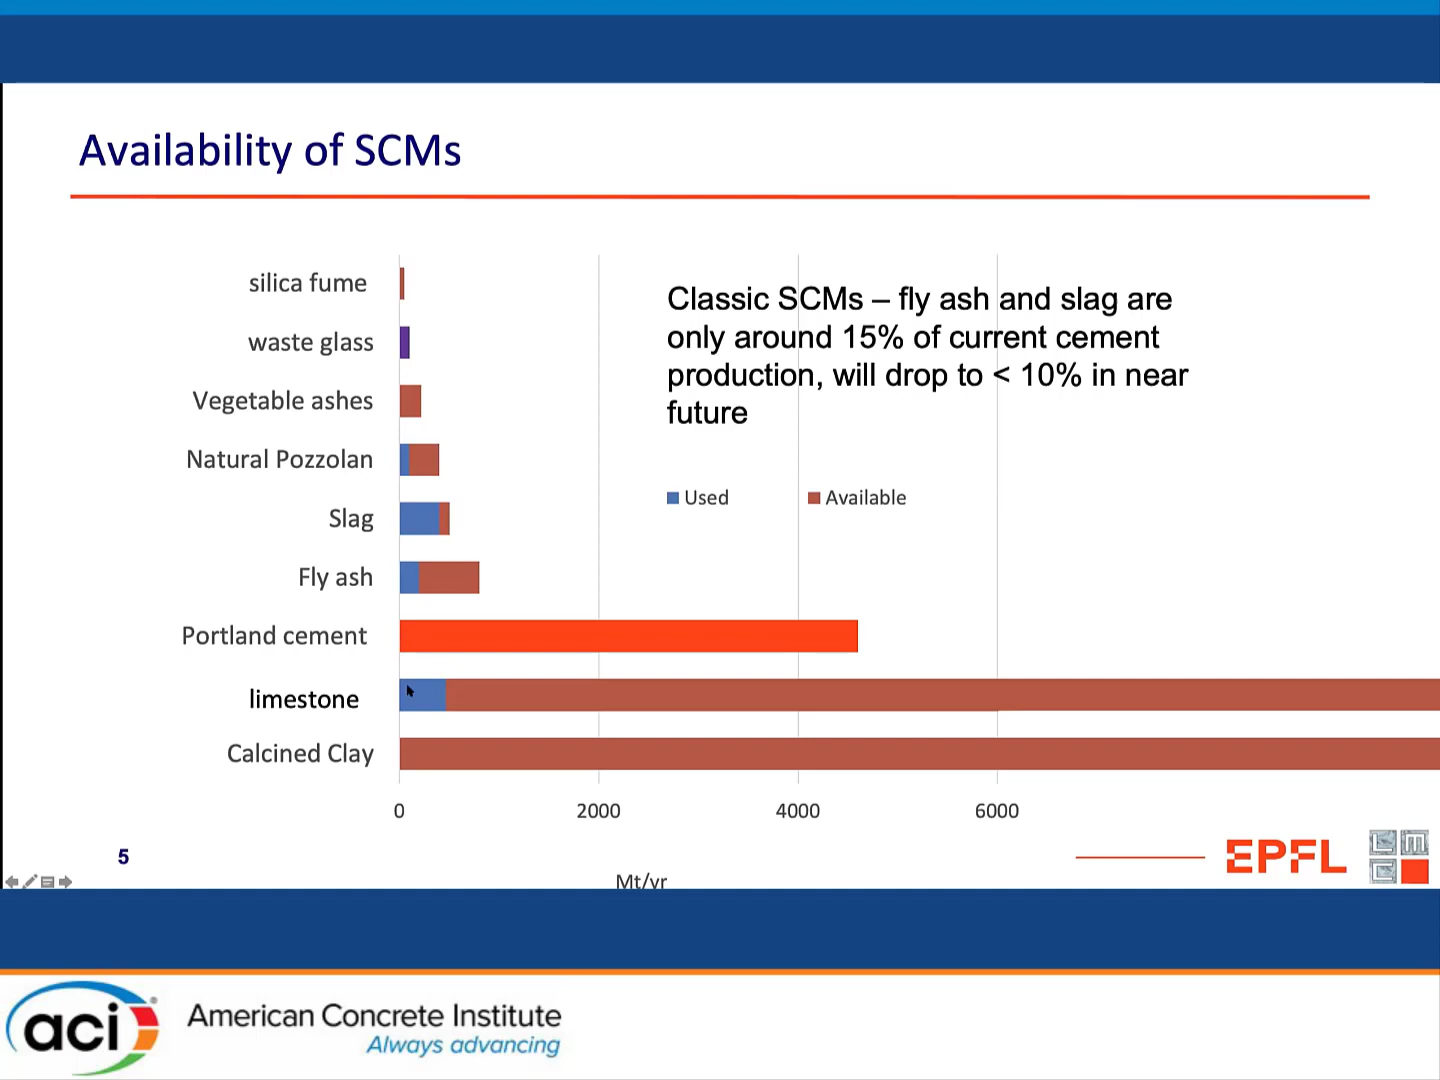 Availability of SCMs
silica fume
waste glass
Vegetable ashes
Natural Pozzolan
Slag
Fly ash
Portland cement
limestone
Calcined Clay
Classic SCMs – fly ash and slag are
only around 15% of current cement
production, will drop to < 10% in near
future
Used
Available
0 2000 4000 6000
Mt/yr
5
EPFL
L M
C
aci
American Concrete Institute
Always advancing